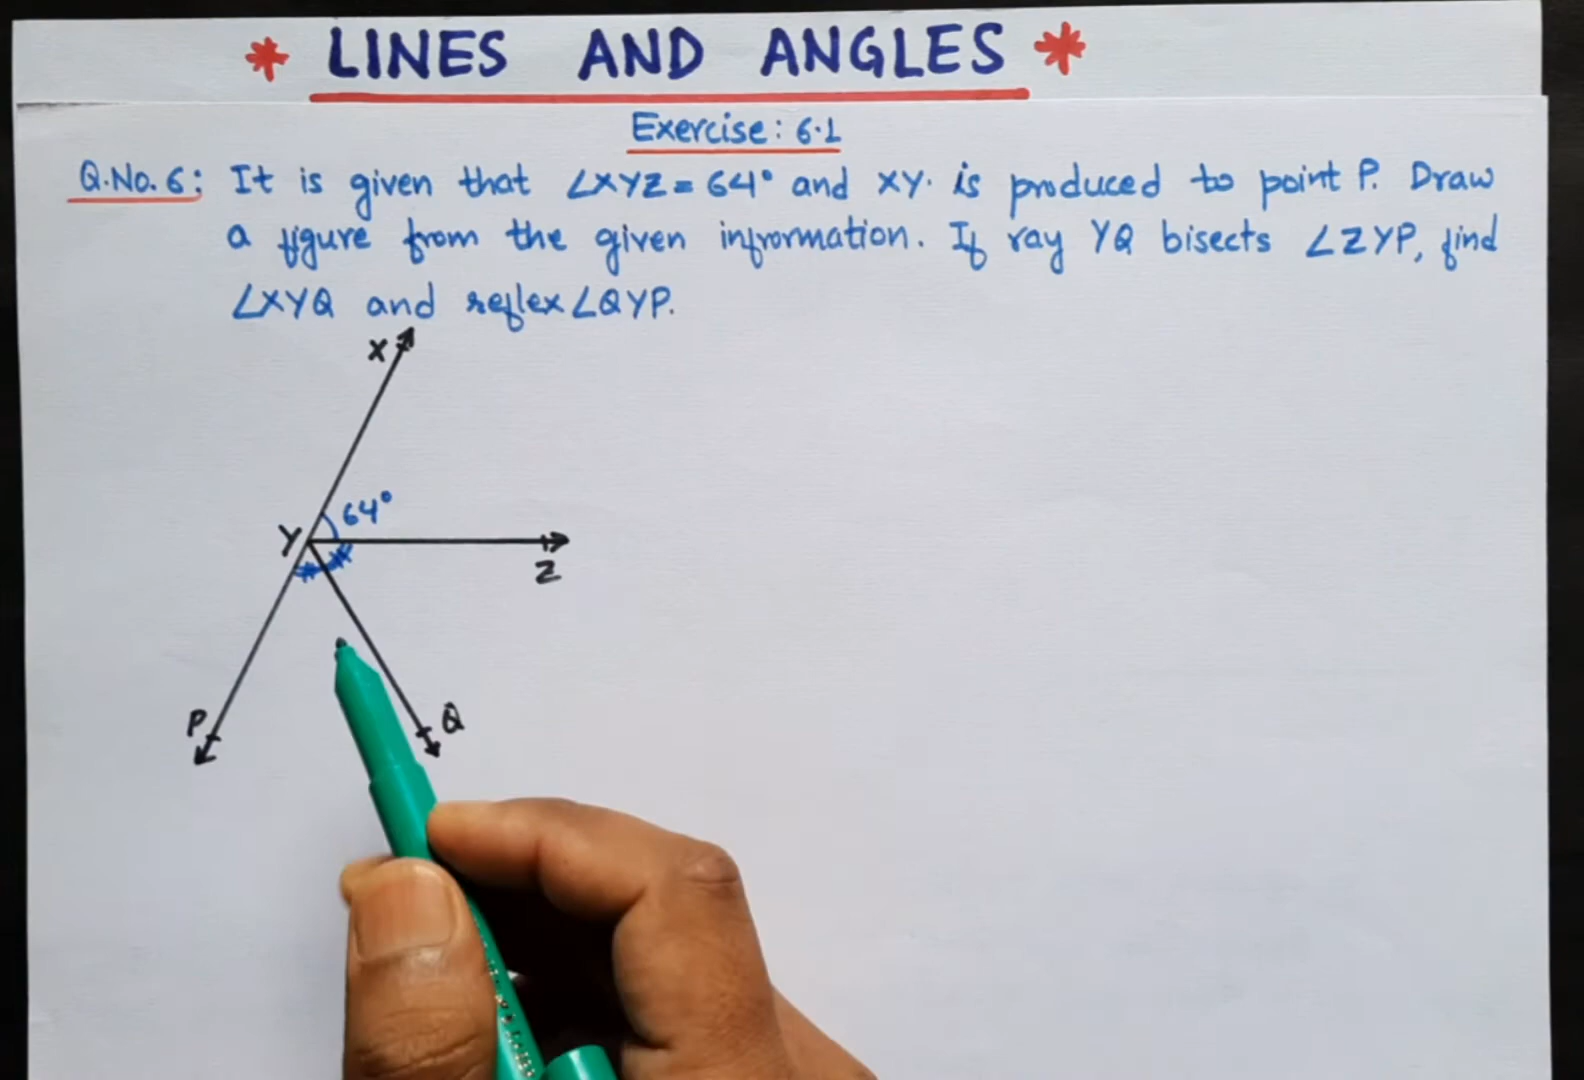 * LINES AND ANGLES *
Exercise: 6.1
Q.No. 6: It is given that ∠XYZ = 64° and XY. is produced to point P. Draw
a figure from the given information. If ray YQ bisects ∠ZYP, find
∠XYQ and reflex ∠QYP.
X
64°
Y
Z
P
Q